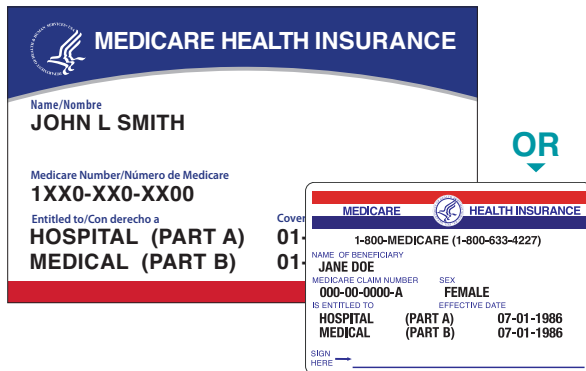 MEDICARE HEALTH INSURANCE
Name/Nombre
JOHN L SMITH
Medicare Number/Número de Medicare
1XX0-XX0-XX00
Entitled to/Con derecho a
HOSPITAL (PART A) 01-
MEDICAL (PART B) 01-
OR
MEDICARE HEALTH INSURANCE
1-800-MEDICARE (1-800-633-4227)
NAME OF BENEFICIARY
JANE DOE
MEDICARE CLAIM NUMBER SEX
000-00-0000-A FEMALE
IS ENTITLED TO EFFECTIVE DATE
HOSPITAL (PART A) 07-01-1986
MEDICAL (PART B) 07-01-1986
SIGN
HERE